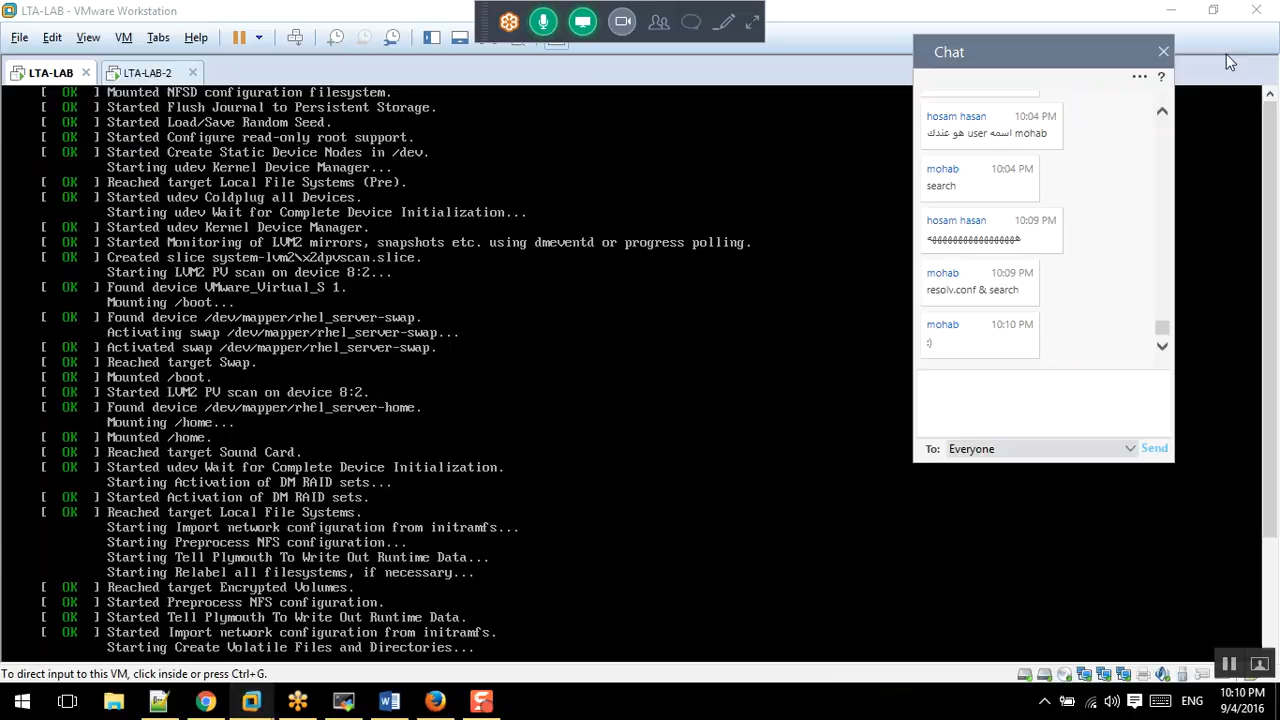 LTA-LAB - VMware Workstation
File Edit View VM Tabs Help
LTA-LAB
LTA-LAB-2
[ OK ] Mounted NFSD configuration filesystem.
[ OK ] Started Flush Journal to Persistent Storage.
[ OK ] Started Load/Save Random Seed.
[ OK ] Started Configure read-only root support.
[ OK ] Started Create Static Device Nodes in /dev.
Starting udev Kernel Device Manager...
[ OK ] Reached target Local File Systems (Pre).
[ OK ] Started udev Coldplug all Devices.
Starting udev Wait for Complete Device Initialization...
[ OK ] Started udev Kernel Device Manager.
[ OK ] Started Monitoring of LVM2 mirrors, snapshots etc. using dmeventd or progress polling.
[ OK ] Created slice system-lvm2\x2dpvscan.slice.
Starting LVM2 PV scan on device 8:2...
[ OK ] Found device VMware_Virtual_S 1.
Mounting /boot...
[ OK ] Found device /dev/mapper/rhel_server-swap.
Activating swap /dev/mapper/rhel_server-swap...
[ OK ] Activated swap /dev/mapper/rhel_server-swap.
[ OK ] Reached target Swap.
[ OK ] Mounted /boot.
[ OK ] Started LVM2 PV scan on device 8:2.
[ OK ] Found device /dev/mapper/rhel_server-home.
Mounting /home...
[ OK ] Mounted /home.
[ OK ] Reached target Sound Card.
[ OK ] Started udev Wait for Complete Device Initialization.
Starting Activation of DM RAID sets...
[ OK ] Started Activation of DM RAID sets.
[ OK ] Reached target Local File Systems.
Starting Import network configuration from initramfs...
Starting Preprocess NFS configuration...
Starting Tell Plymouth To Write Out Runtime Data...
Starting Relabel all filesystems, if necessary...
[ OK ] Reached target Encrypted Volumes.
[ OK ] Started Preprocess NFS configuration.
[ OK ] Started Tell Plymouth To Write Out Runtime Data.
[ OK ] Started Import network configuration from initramfs.
Starting Create Volatile Files and Directories...
Chat
hosam hasan 10:04 PM
هو عندك user اسمه mohab
mohab 10:04 PM
search
hosam hasan 10:09 PM
هههههههههههههههههه
mohab 10:09 PM
resolv.conf & search
mohab 10:10 PM
:)
To: Everyone Send
To direct input to this VM, click inside or press Ctrl+G.
ENG
10:10 PM
9/4/2016